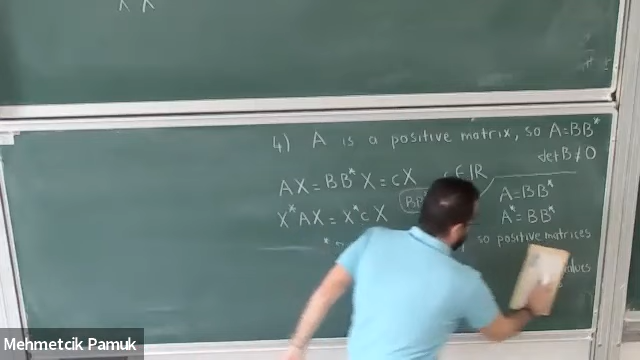 4) A is a positive matrix, so A=BB*
det B≠0
AX=BB*X=cX
X*AX=X*cX
A=BB*
A*=BB*
so positive matrices
Mehmetcik Pamuk